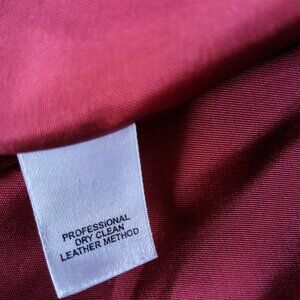 PROFESSIONAL
DRY CLEAN
LEATHER METHOD